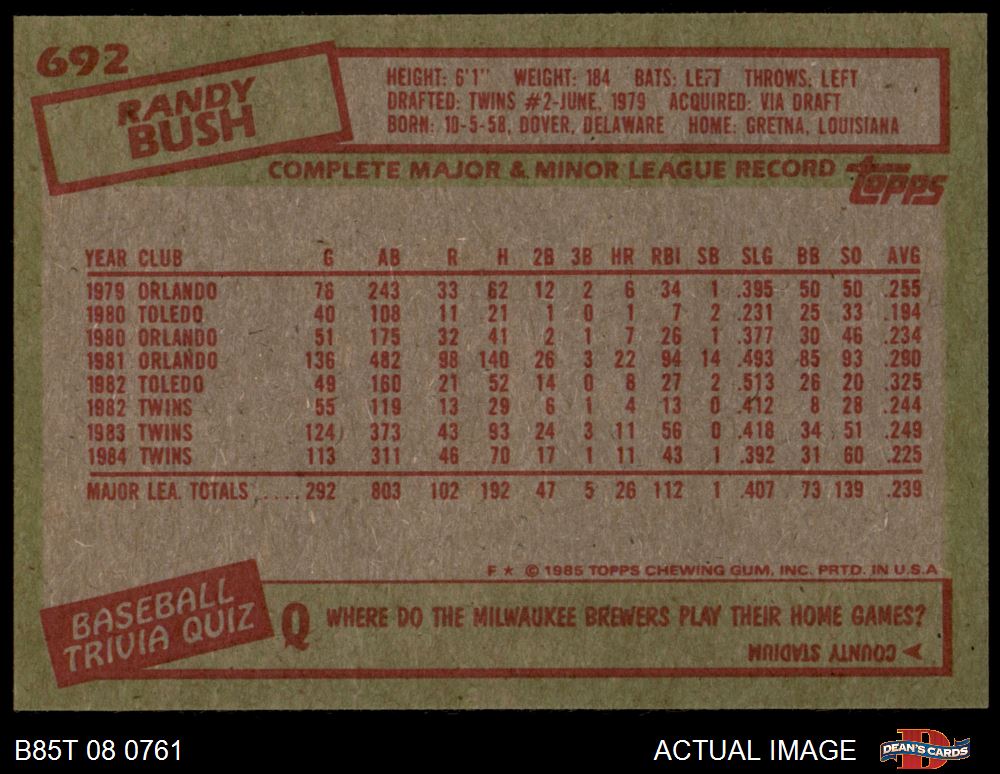 692
RANDY
BUSH
HEIGHT: 6'1" WEIGHT: 184 BATS: LEFT THROWS: LEFT
DRAFTED: TWINS #2-JUNE, 1979 ACQUIRED: VIA DRAFT
BORN: 10-5-58, DOVER, DELAWARE HOME: GRETNA, LOUISIANA
COMPLETE MAJOR & MINOR LEAGUE RECORD
topps
YEAR CLUB G AB R H 2B 3B HR RBI SB SLG BB SO AVG
1979 ORLANDO 76 243 33 62 12 2 6 34 1 .395 50 50 .255
1980 TOLEDO 40 108 11 21 1 0 1 7 2 .231 25 33 .194
1980 ORLANDO 51 175 32 41 2 1 7 26 1 .377 30 46 .234
1981 ORLANDO 136 482 98 140 26 3 22 94 14 .493 85 93 .290
1982 TOLEDO 49 160 21 52 14 0 8 27 2 .513 26 20 .325
1982 TWINS 55 119 13 29 6 1 4 13 0 .412 8 28 .244
1983 TWINS 124 373 43 93 24 3 11 56 0 .418 34 51 .249
1984 TWINS 113 311 46 70 17 1 11 43 1 .392 31 60 .225
MAJOR LEA. TOTALS ..... 292 803 102 192 47 5 26 112 1 .407 73 139 .239
F ★ © 1985 TOPPS CHEWING GUM, INC. PRTD. IN U.S.A
BASEBALL
TRIVIA QUIZ
Q WHERE DO THE MILWAUKEE BREWERS PLAY THEIR HOME GAMES?
COUNTY STADIUM
B85T 08 0761
ACTUAL IMAGE
DEAN'S CARDS